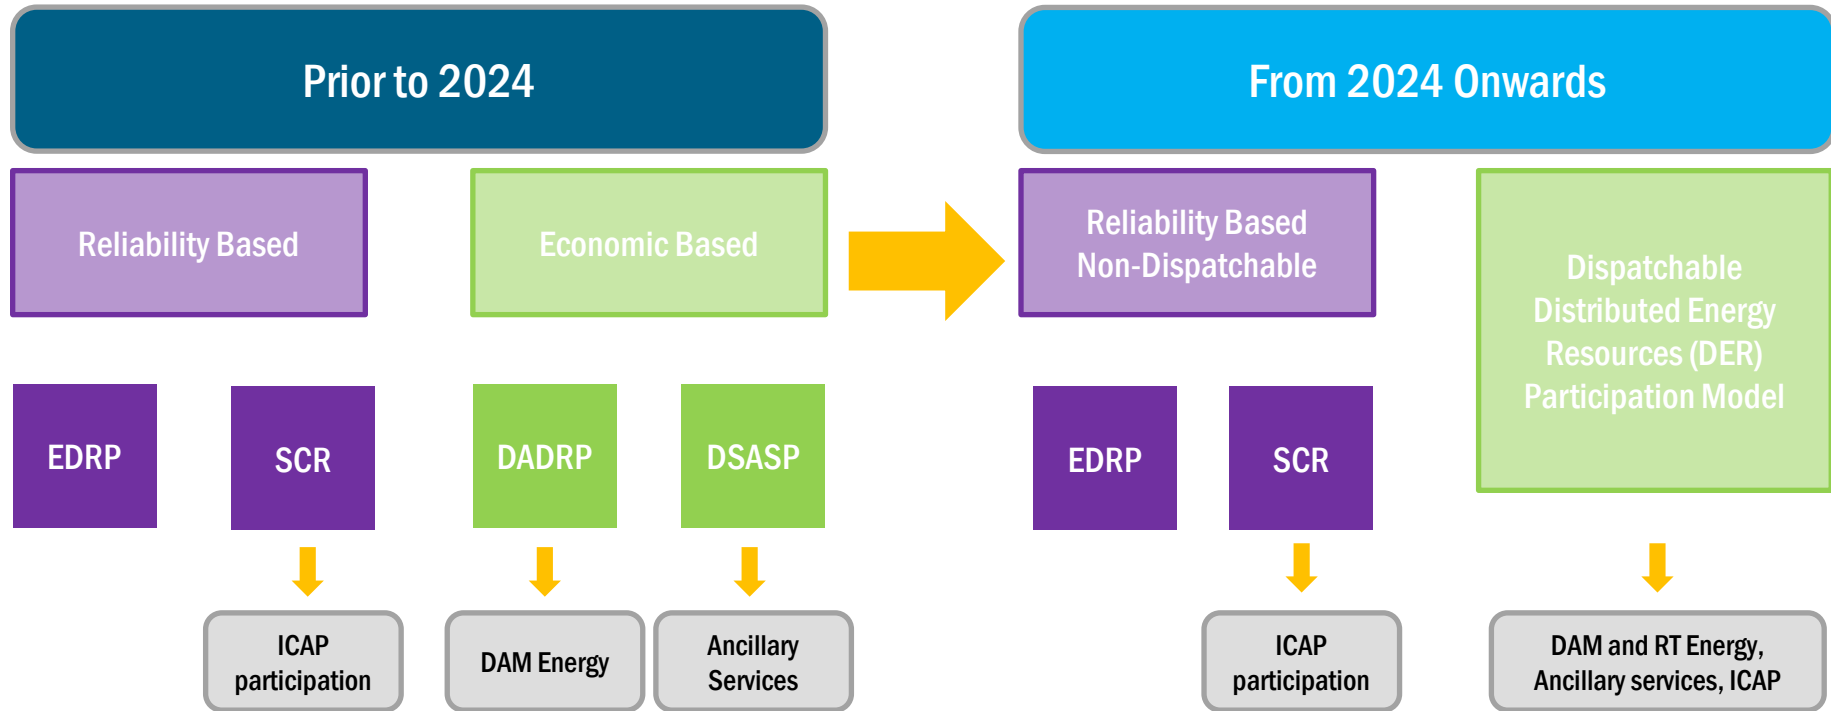 Prior to 2024
From 2024 Onwards
Reliability Based
Economic Based
Reliability Based
Non-Dispatchable
Dispatchable
Distributed Energy
Resources (DER)
Participation Model
EDRP
SCR
DADRP
DSASP
EDRP
SCR
ICAP
participation
DAM Energy
Ancillary
Services
ICAP
participation
DAM and RT Energy,
Ancillary services, ICAP